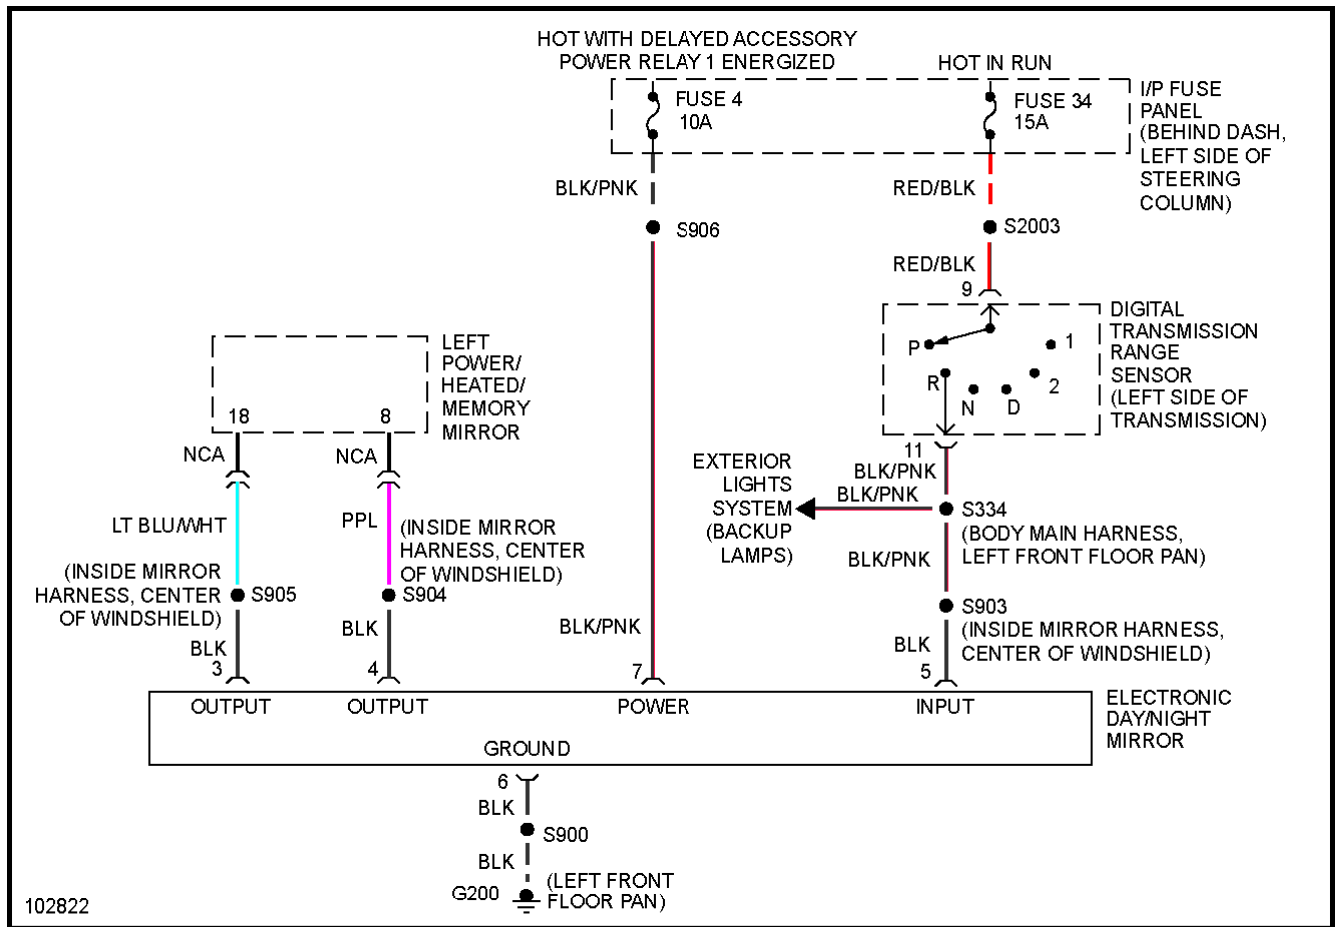 HOT WITH DELAYED ACCESSORY
POWER RELAY 1 ENERGIZED
HOT IN RUN
FUSE 4
10A
FUSE 34
15A
I/P FUSE
PANEL
(BEHIND DASH,
LEFT SIDE OF
STEERING
COLUMN)
BLK/PNK
RED/BLK
S906
S2003
RED/BLK
9
DIGITAL
TRANSMISSION
RANGE
SENSOR
(LEFT SIDE OF
TRANSMISSION)
P
R
N
D
2
1
11
LEFT
POWER/
HEATED/
MEMORY
MIRROR
18
8
NCA
NCA
EXTERIOR
LIGHTS
SYSTEM
(BACKUP
LAMPS)
BLK/PNK
BLK/PNK
S334
(BODY MAIN HARNESS,
LEFT FRONT FLOOR PAN)
BLK/PNK
LT BLU/WHT
PPL
(INSIDE MIRROR
HARNESS, CENTER
OF WINDSHIELD)
(INSIDE MIRROR
HARNESS, CENTER
OF WINDSHIELD)
S905
S904
S903
(INSIDE MIRROR HARNESS,
CENTER OF WINDSHIELD)
BLK
3
BLK
4
BLK/PNK
7
BLK
5
OUTPUT
OUTPUT
POWER
INPUT
ELECTRONIC
DAY/NIGHT
MIRROR
GROUND
6
BLK
S900
BLK
G200
(LEFT FRONT
FLOOR PAN)
102822